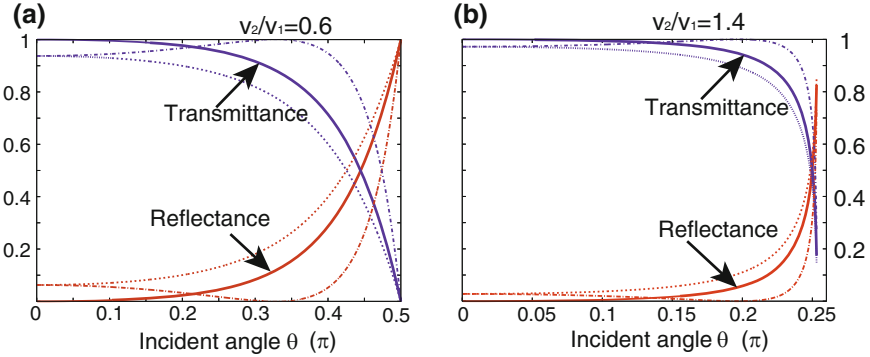 (a)
v₂/v₁=0.6
1
0.8
0.6
0.4
0.2
Transmittance
Reflectance
0
0.1
0.2
0.3
0.4
0.5
Incident angle θ (π)
(b)
v₂/v₁=1.4
Transmittance
Reflectance
1
0.8
0.6
0.4
0.2
0
0.05
0.1
0.15
0.2
0.25
Incident angle θ (π)